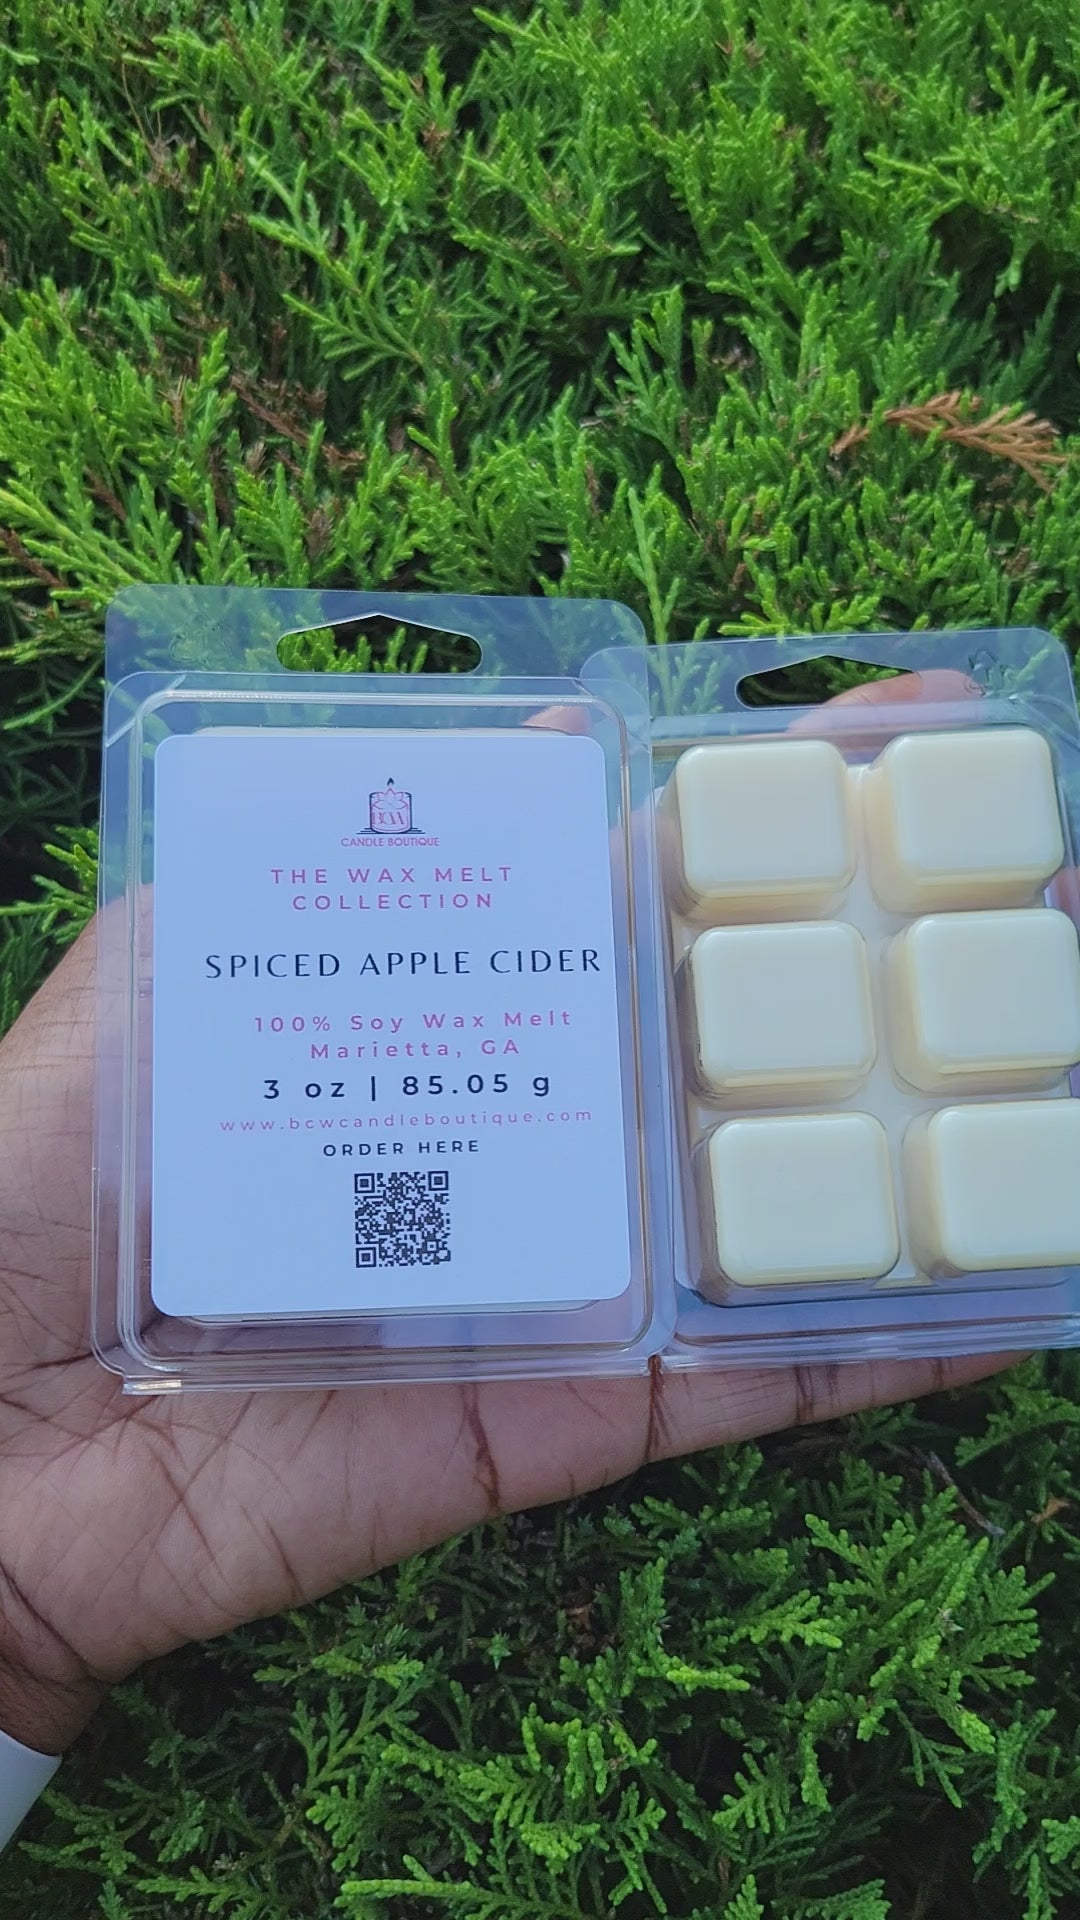 BCW
CANDLE BOUTIQUE
THE WAX MELT
COLLECTION
SPICED APPLE CIDER
100% Soy Wax Melt
Marietta, GA
3 oz | 85.05 g
www.bcwcandleboutique.com
ORDER HERE